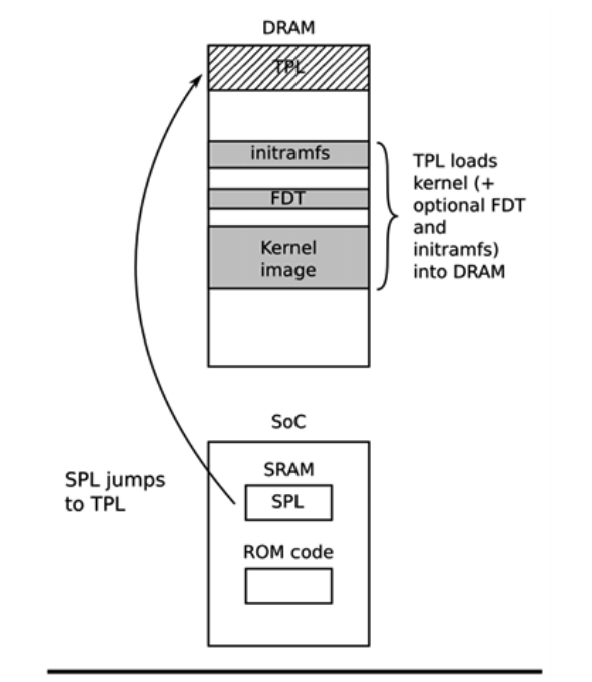 DRAM
TPL
initramfs
FDT
Kernel
image
TPL loads
kernel (+
optional FDT
and
initramfs)
into DRAM
SoC
SRAM
SPL
ROM code
SPL jumps
to TPL